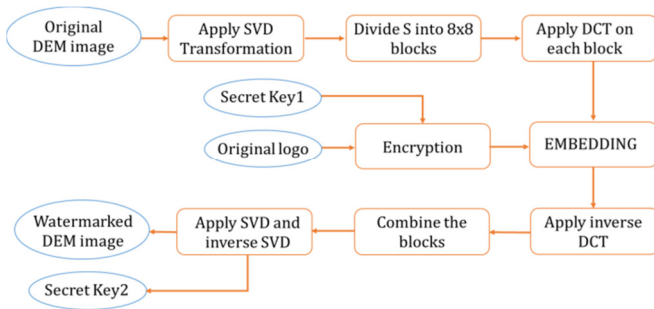 Original
DEM image
Apply SVD
Transformation
Divide S into 8x8
blocks
Apply DCT on
each block
Secret Key1
Original logo
Encryption
EMBEDDING
Watermarked
DEM image
Apply SVD and
inverse SVD
Combine the
blocks
Apply inverse
DCT
Secret Key2